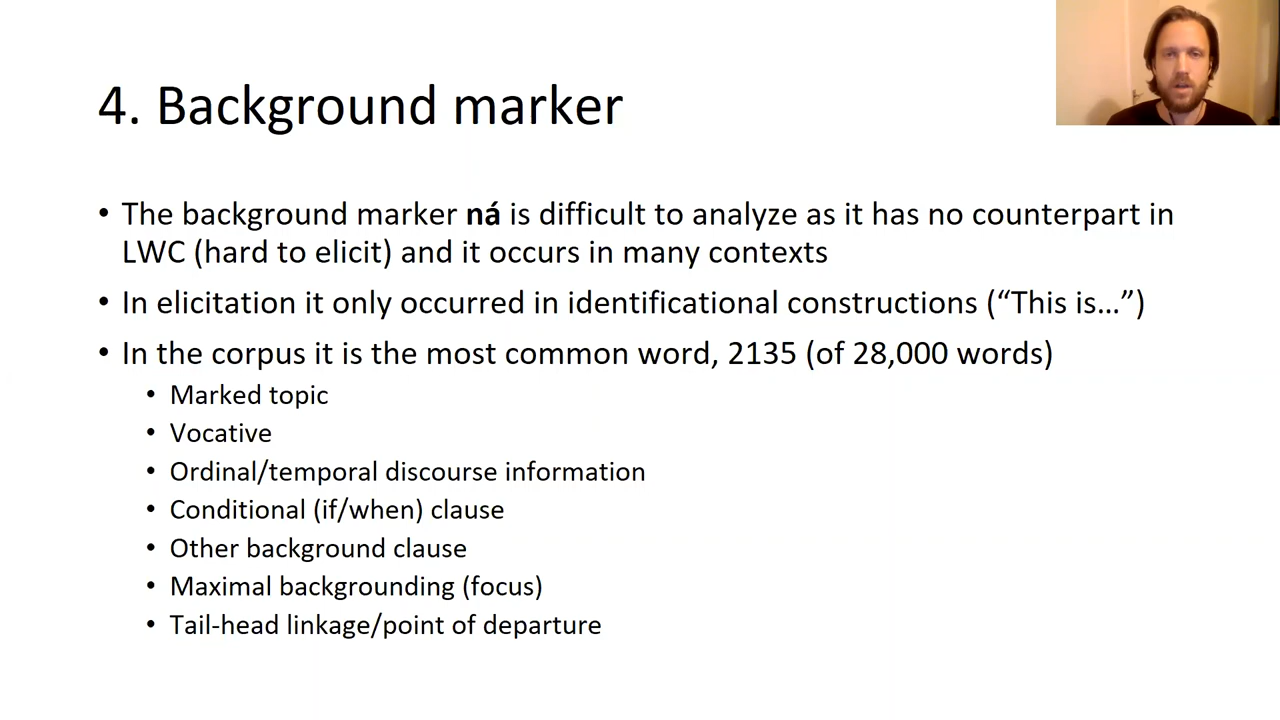 4. Background marker
• The background marker ná is difficult to analyze as it has no counterpart in
LWC (hard to elicit) and it occurs in many contexts
• In elicitation it only occurred in identificational constructions (“This is…”)
• In the corpus it is the most common word, 2135 (of 28,000 words)
• Marked topic
• Vocative
• Ordinal/temporal discourse information
• Conditional (if/when) clause
• Other background clause
• Maximal backgrounding (focus)
• Tail-head linkage/point of departure